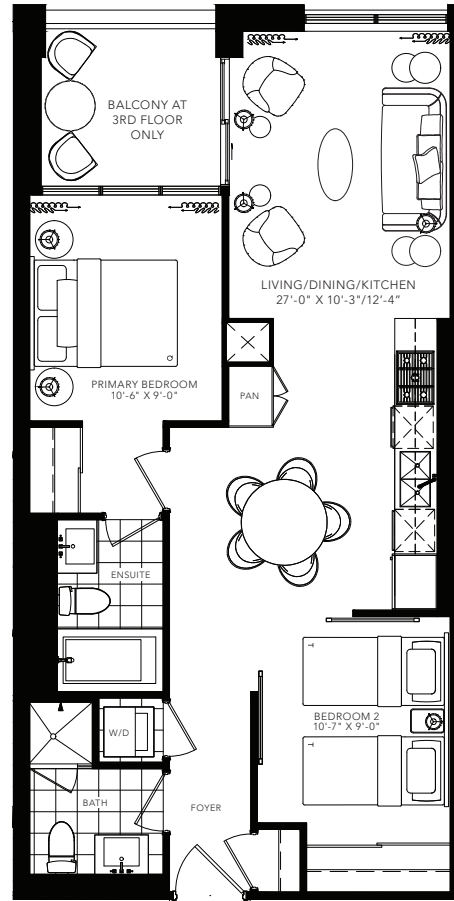 BALCONY AT
3RD FLOOR
ONLY
LIVING/DINING/KITCHEN
27'-0" X 10'-3"/12'-4"
PRIMARY BEDROOM
10'-6" X 9'-0"
PAN
ENSUITE
BEDROOM 2
10'-7" X 9'-0"
W/D
BATH
FOYER